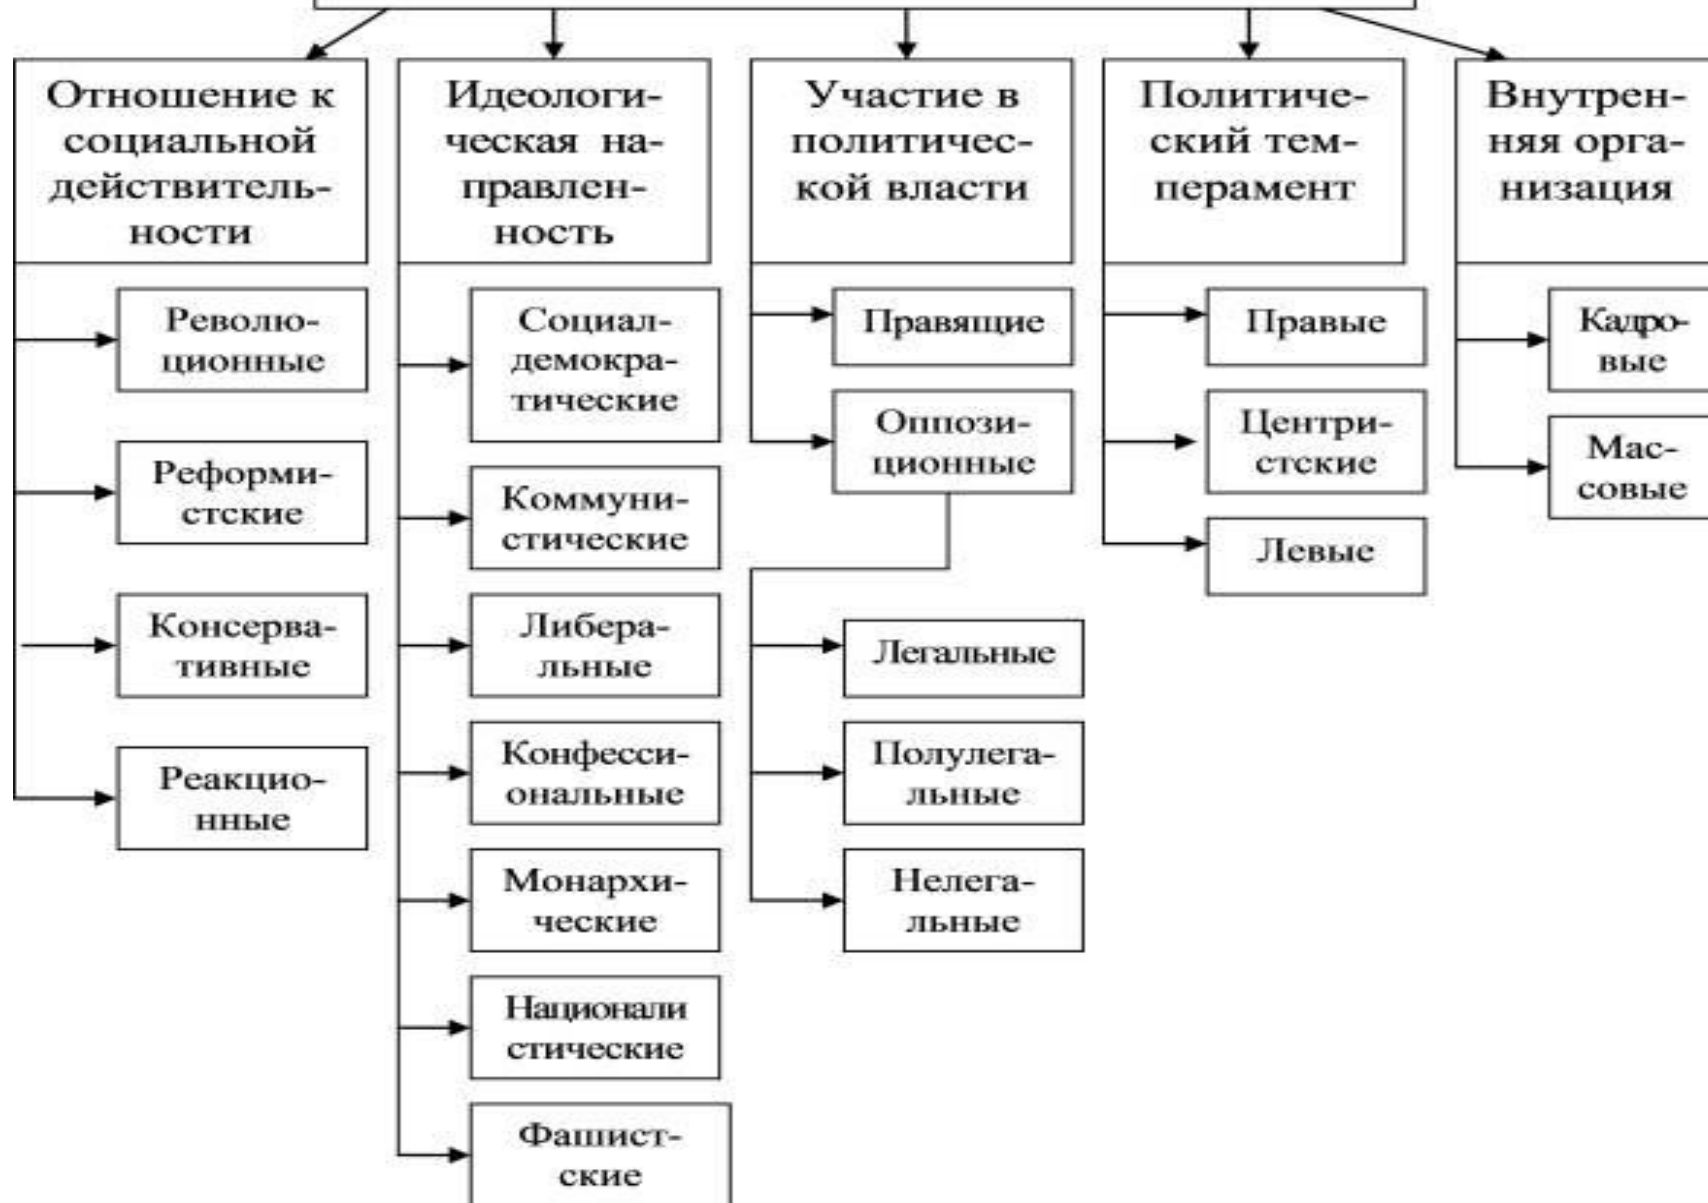 Отношение к
социальной
действитель-
ности
Револю-
ционные
Реформи-
стские
Консерва-
тивные
Реакцио-
нные
Идеологи-
ческая на-
правлен-
ность
Социал-
демокра-
тические
Коммуни-
стические
Либера-
льные
Конфесси-
ональные
Монархи-
ческие
Национали
стические
Фашист-
ские
Участие в
политичес-
кой власти
Правящие
Оппози-
ционные
Легальные
Полулега-
льные
Нелега-
льные
Политиче-
ский тем-
перамент
Правые
Центри-
стские
Левые
Внутрен-
няя орга-
низация
Кадро-
вые
Мас-
совые